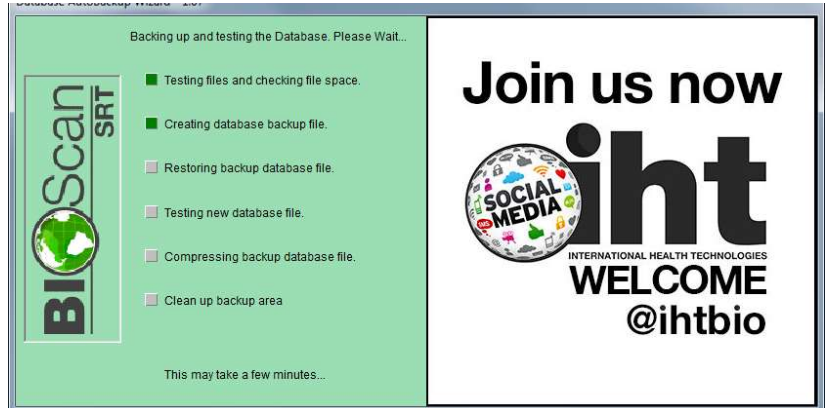 Database AutoBackup Wizard - 1.07
Backing up and testing the Database. Please Wait...
BIOScan
SRT
Testing files and checking file space.
Creating database backup file.
Restoring backup database file.
Testing new database file.
Compressing backup database file.
Clean up backup area
This may take a few minutes...
Join us now
iht
SOCIAL
MEDIA
INTERNATIONAL HEALTH TECHNOLOGIES
WELCOME
@ihtbio